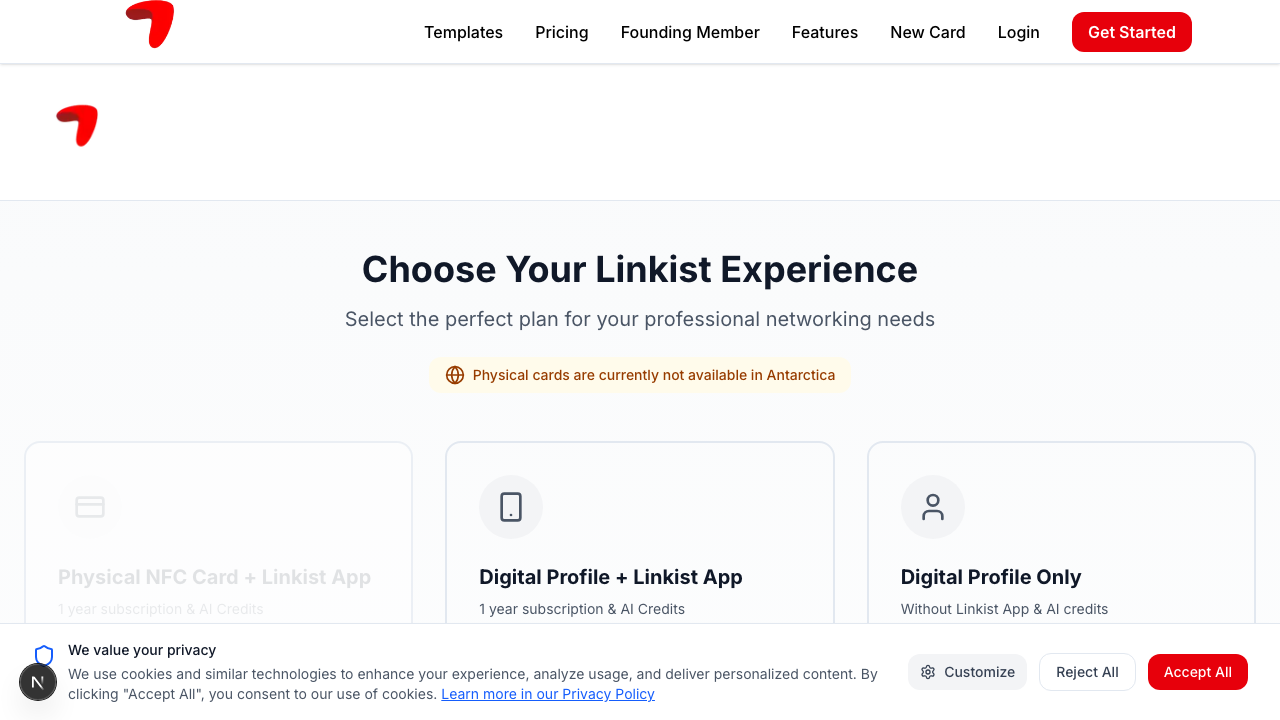 Templates
Pricing
Founding Member
Features
New Card
Login
Get Started
Choose Your Linkist Experience
Select the perfect plan for your professional networking needs
Physical cards are currently not available in Antarctica
Physical NFC Card + Linkist App
1 year subscription & AI Credits
Digital Profile + Linkist App
1 year subscription & AI Credits
Digital Profile Only
Without Linkist App & AI credits
We value your privacy
We use cookies and similar technologies to enhance your experience, analyze usage, and deliver personalized content. By
clicking "Accept All", you consent to our use of cookies. Learn more in our Privacy Policy
Customize
Reject All
Accept All
N